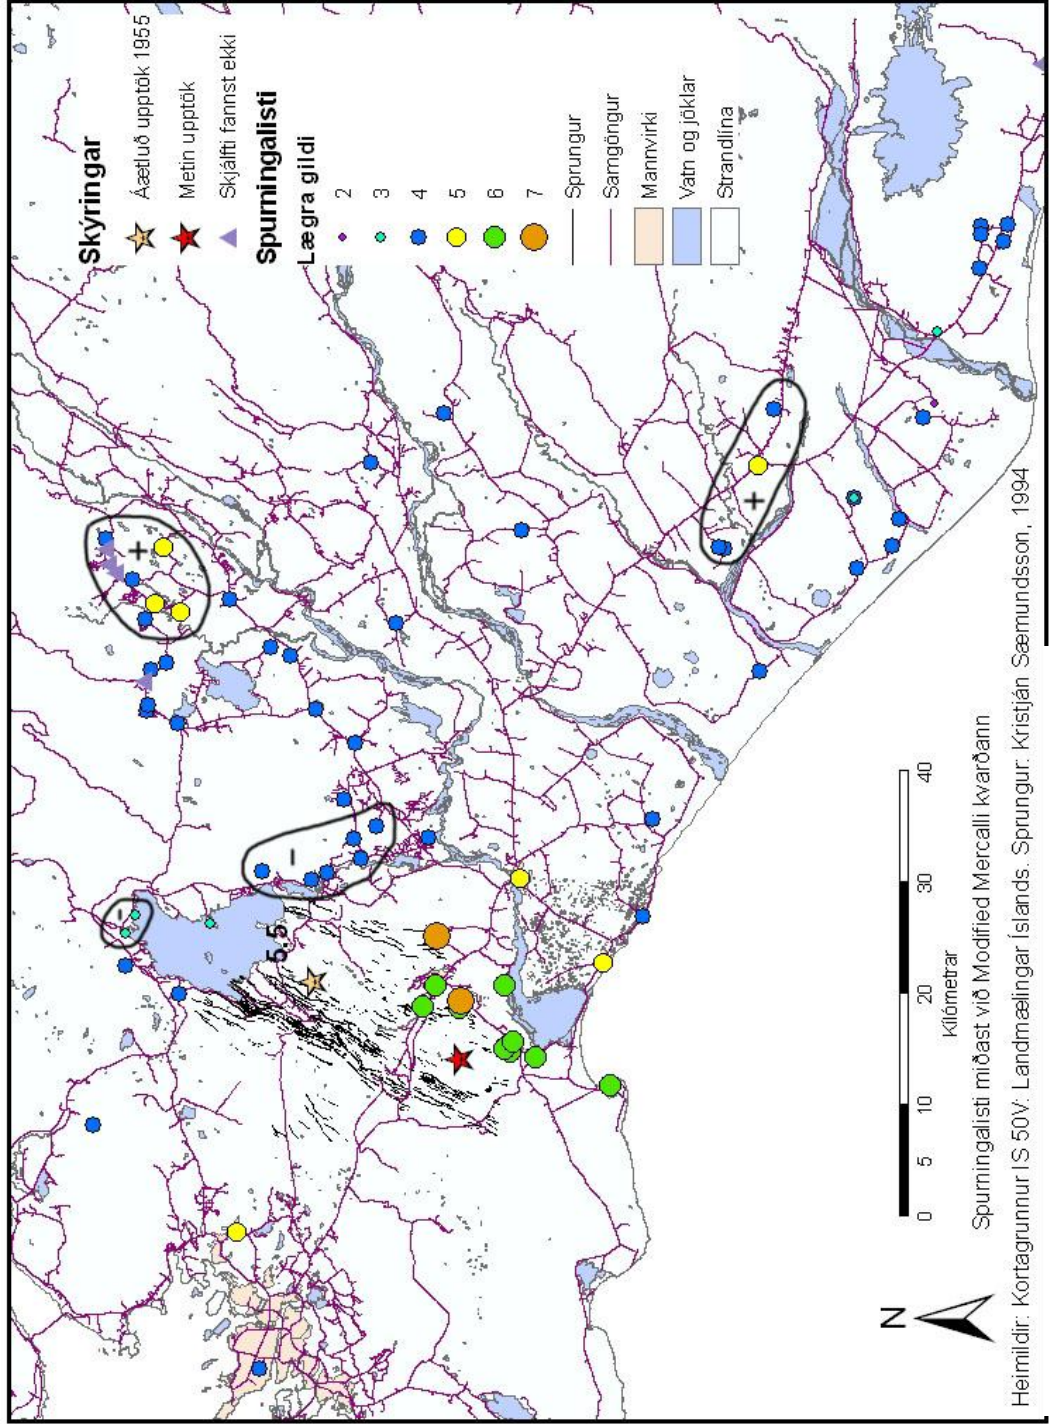 Skýringar
Áætluð upptök 1955
Metin upptök
Skjálfti fannst ekki
Spurningalisti
Lægra gildi
2
3
4
5
6
7
Sprungur
Samgöngur
Mannvirki
Vatn og jöklar
Strandlína
+
-
-
5.5
+
N
0 5 10 20 30 40
Kílómetrar
Spurningalisti miðast við Modified Mercalli kvarðann
Heimildir: Kortagrunnur IS 50V: Landmælingar Íslands. Sprungur: Kristján Sæmundsson, 1994